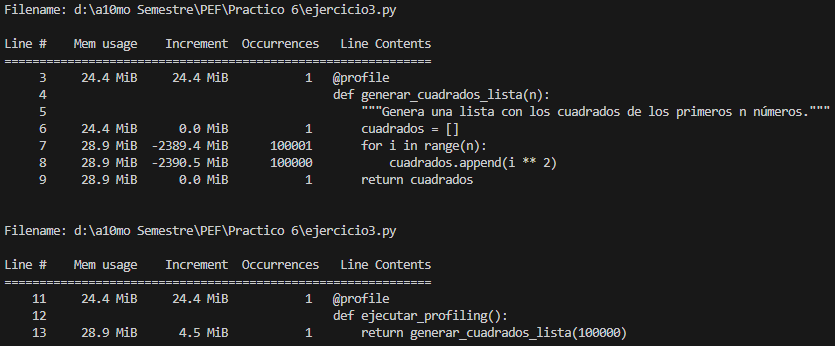 Filename: d:\a10mo Semestre\PEF\Practico 6\ejercicio3.py
Line #    Mem usage    Increment  Occurrences   Line Contents
=============================================================
     3     24.4 MiB     24.4 MiB           1   @profile
     4                                         def generar_cuadrados_lista(n):
     5                                             """Genera una lista con los cuadrados de los primeros n números."""
     6     24.4 MiB      0.0 MiB           1       cuadrados = []
     7     28.9 MiB  -2389.4 MiB      100001       for i in range(n):
     8     28.9 MiB  -2390.5 MiB      100000           cuadrados.append(i ** 2)
     9     28.9 MiB      0.0 MiB           1       return cuadrados
Filename: d:\a10mo Semestre\PEF\Practico 6\ejercicio3.py
Line #    Mem usage    Increment  Occurrences   Line Contents
=============================================================
    11     24.4 MiB     24.4 MiB           1   @profile
    12                                         def ejecutar_profiling():
    13     28.9 MiB      4.5 MiB           1       return generar_cuadrados_lista(100000)